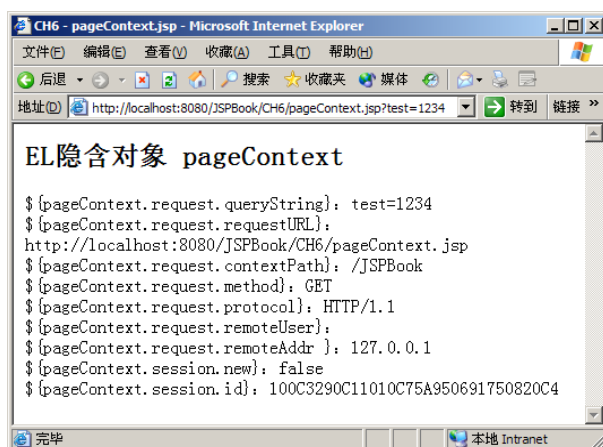 CH6 - pageContext.jsp - Microsoft Internet Explorer
文件(F) 编辑(E) 查看(V) 收藏(A) 工具(T) 帮助(H)
后退 搜索 收藏夹 媒体
地址(D) http://localhost:8080/JSPBook/CH6/pageContext.jsp?test=1234 转到 链接 »
EL隐含对象 pageContext
${pageContext.request.queryString}：test=1234
${pageContext.request.requestURL}：
http://localhost:8080/JSPBook/CH6/pageContext.jsp
${pageContext.request.contextPath}：/JSPBook
${pageContext.request.method}：GET
${pageContext.request.protocol}：HTTP/1.1
${pageContext.request.remoteUser}：
${pageContext.request.remoteAddr }：127.0.0.1
${pageContext.session.new}：false
${pageContext.session.id}：100C3290C11010C75A950691750820C4
完毕 本地 Intranet